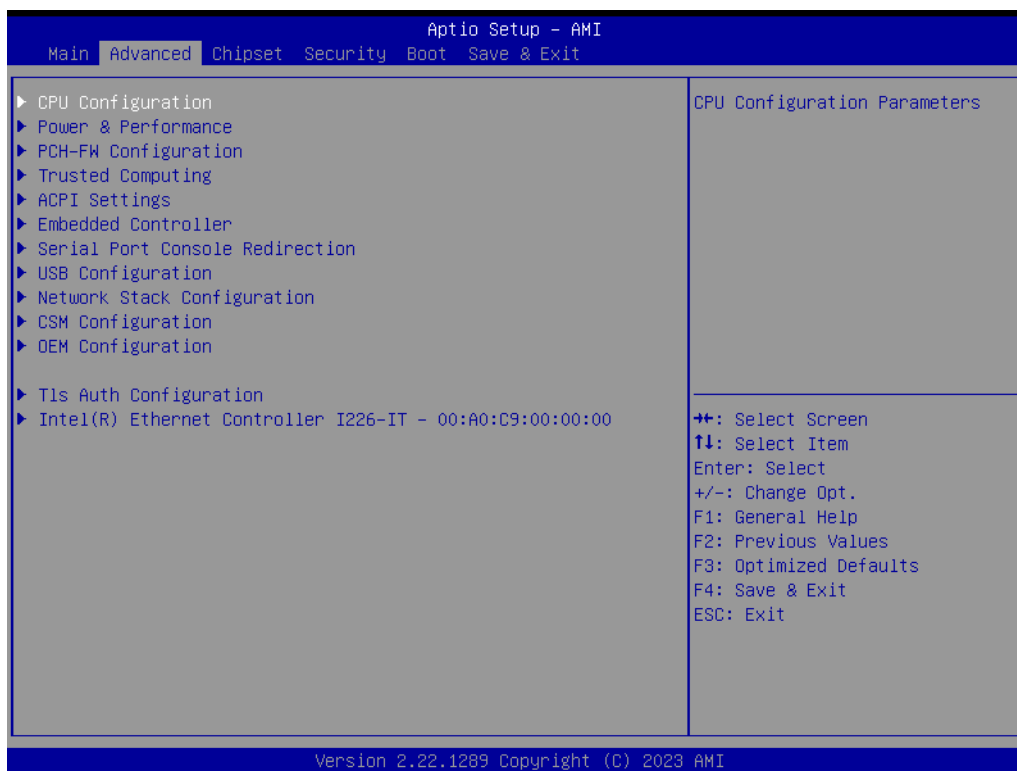 Aptio Setup – AMI
Main Advanced Chipset Security Boot Save & Exit
CPU Configuration
Power & Performance
PCH-FW Configuration
Trusted Computing
ACPI Settings
Embedded Controller
Serial Port Console Redirection
USB Configuration
Network Stack Configuration
CSM Configuration
OEM Configuration
Tls Auth Configuration
Intel(R) Ethernet Controller I226-IT – 00:A0:C9:00:00:00
CPU Configuration Parameters
→←: Select Screen
↑↓: Select Item
Enter: Select
+/-: Change Opt.
F1: General Help
F2: Previous Values
F3: Optimized Defaults
F4: Save & Exit
ESC: Exit
Version 2.22.1289 Copyright (C) 2023 AMI